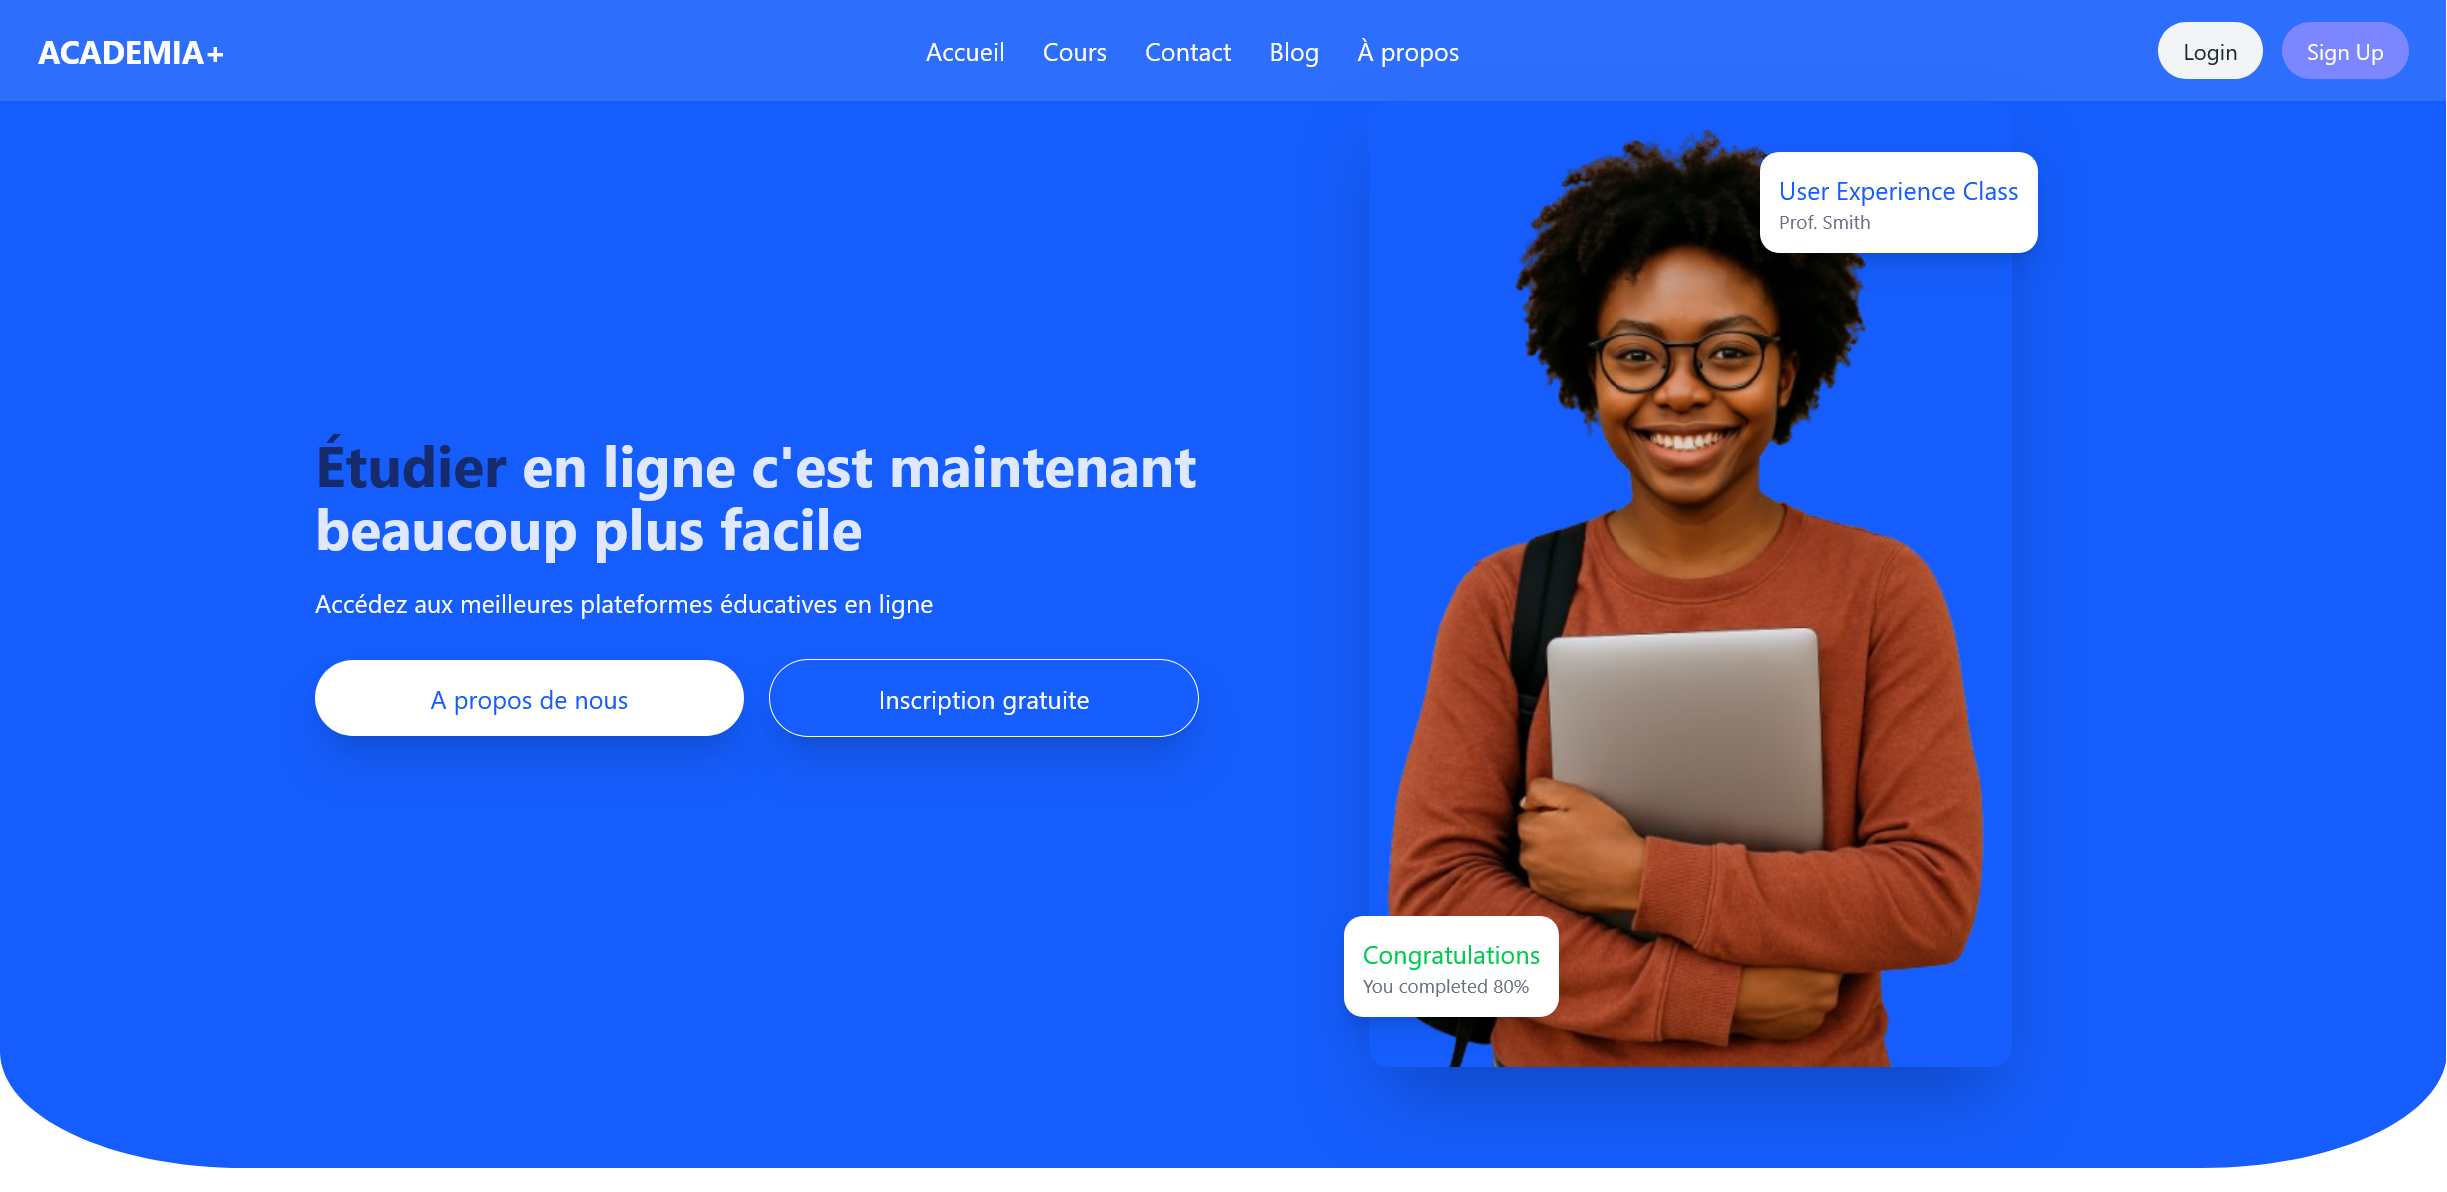 ACADEMIA+
Accueil
Cours
Contact
Blog
À propos
Login
Sign Up
User Experience Class
Prof. Smith
Étudier en ligne c'est maintenant
beaucoup plus facile
Accédez aux meilleures plateformes éducatives en ligne
A propos de nous
Inscription gratuite
Congratulations
You completed 80%